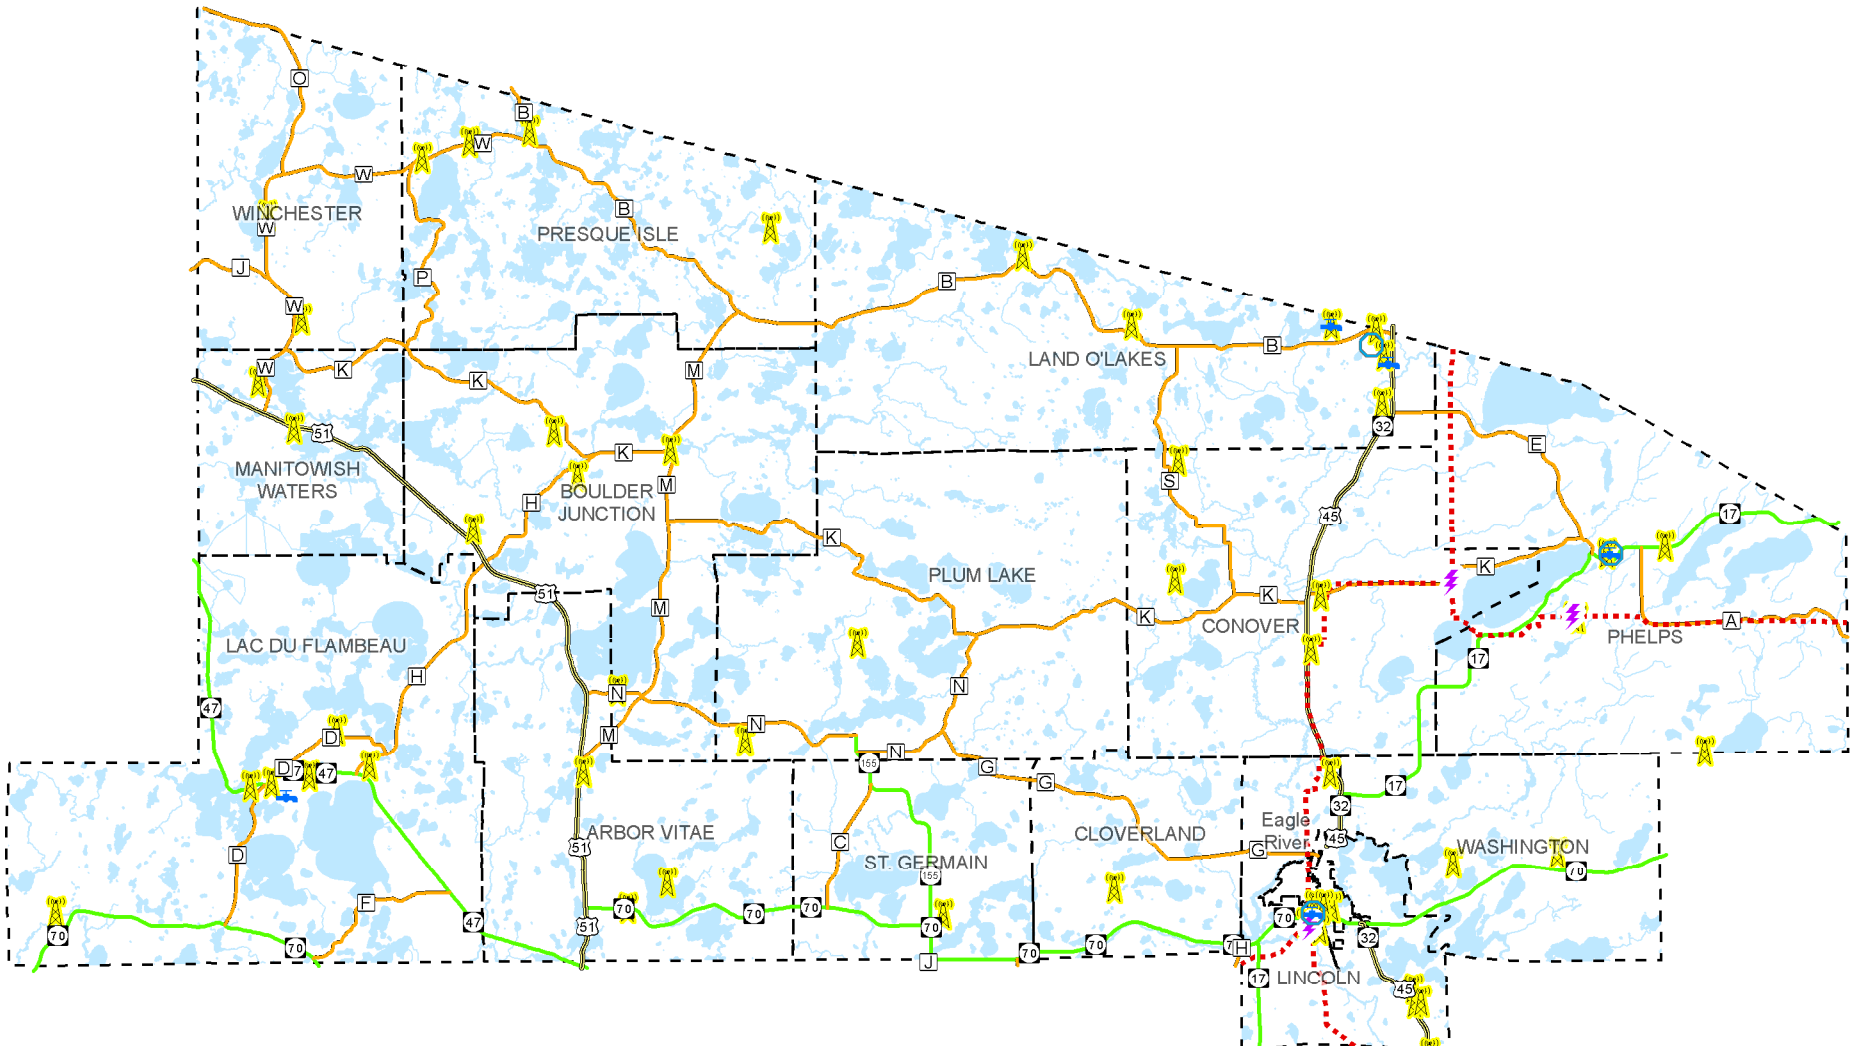 O
B
W
W
WINCHESTER
W
B
PRESQUE ISLE
J
P
B
W
LAND O'LAKES
B
W
K
K
M
32
51
K
E
MANITOWISH
WATERS
BOULDER
JUNCTION
M
H
S
45
17
K
PLUM LAKE
K
51
M
K
K
CONOVER
A
PHELPS
LAC DU FLAMBEAU
H
17
N
N
47
N
M
D
N
155
G
D
47
G
17
32
Eagle
River
45
ARBOR VITAE
CLOVERLAND
WASHINGTON
51
C
ST. GERMAIN
G
D
155
70
F
70
70
70
70
47
51
70
70
32
70
70
70
H
J
17
LINCOLN
45